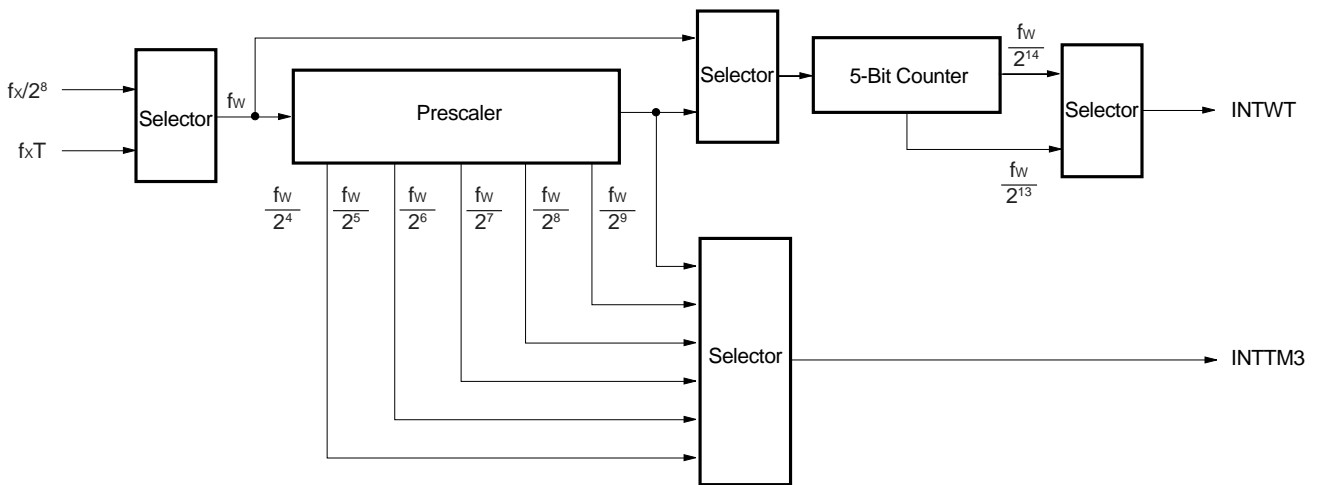 fX/2⁸
fXT
Selector
fW
Prescaler
Selector
5-Bit Counter
fW
2¹⁴
fW
2¹³
Selector
INTWT
fW
2⁴
fW
2⁵
fW
2⁶
fW
2⁷
fW
2⁸
fW
2⁹
Selector
INTTM3